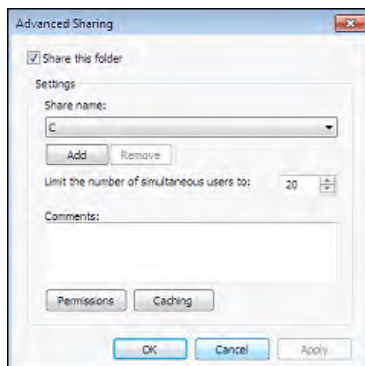 Advanced Sharing
Share this folder
Settings
Share name:
C
Add Remove
Limit the number of simultaneous users to: 20
Comments:
Permissions Caching
OK Cancel Apply